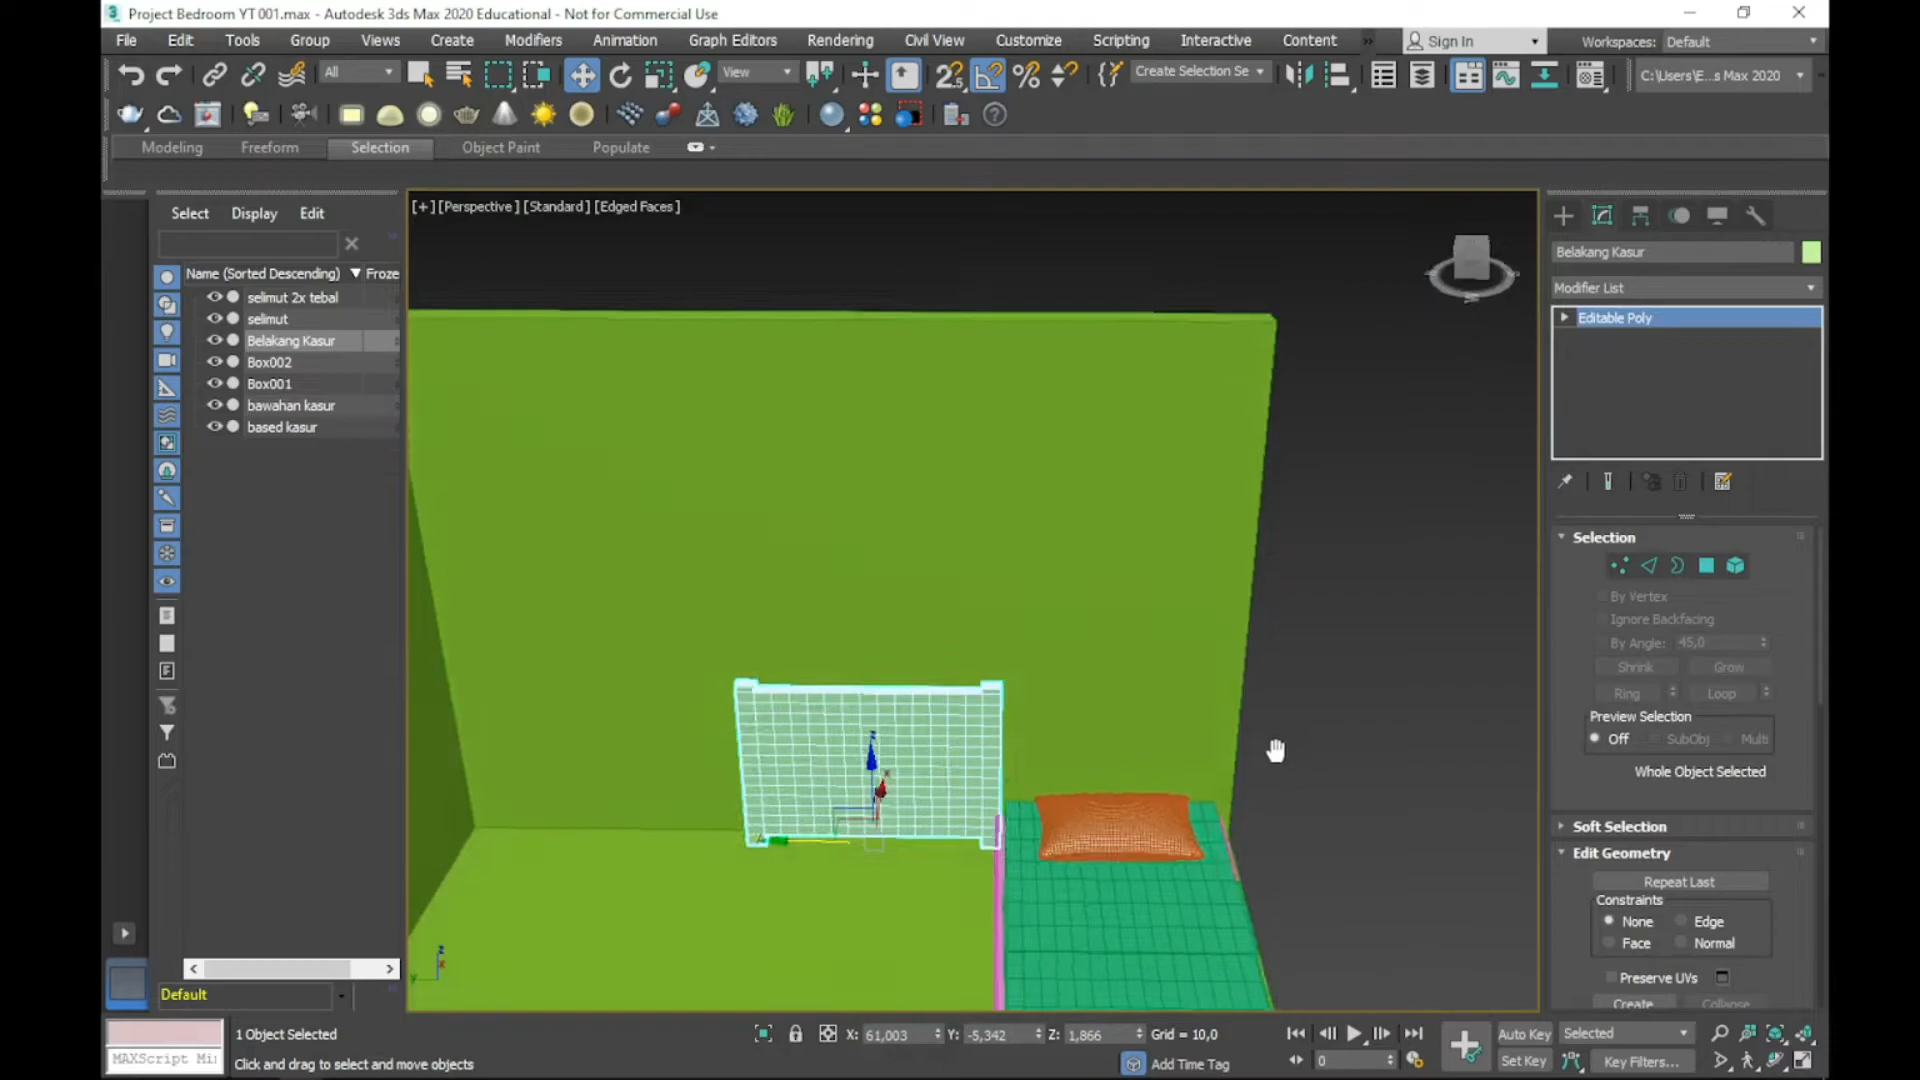 Project Bedroom YT 001.max - Autodesk 3ds Max 2020 Educational - Not for Commercial Use
File Edit Tools Group Views Create Modifiers Animation Graph Editors Rendering Civil View Customize Scripting Interactive Content Sign In Workspaces: Default
All View Create Selection Se C:\Users\E...s Max 2020
Modeling Freeform Selection Object Paint Populate
Select Display Edit
[+] [Perspective] [Standard] [Edged Faces]
Name (Sorted Descending) Froze
selimut 2x tebal
selimut
Belakang Kasur
Box002
Box001
bawahan kasur
based kasur
Belakang Kasur
Modifier List
Editable Poly
Selection
By Vertex
Ignore Backfacing
By Angle: 45,0
Shrink Grow
Ring Loop
Preview Selection
Off SubObj Multi
Whole Object Selected
Soft Selection
Edit Geometry
Repeat Last
Constraints
None Edge
Face Normal
Preserve UVs
Create Collapse
Default
1 Object Selected X: 61,003 Y: -5,342 Z: 1,866 Grid = 10,0 Auto Key Selected
MAXScript Mi Click and drag to select and move objects Add Time Tag 0 Set Key Key Filters...